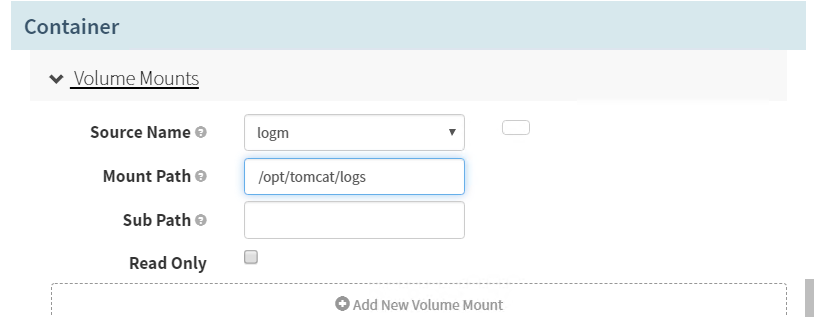 Container
Volume Mounts
Source Name
logm
Mount Path
/opt/tomcat/logs
Sub Path
Read Only
Add New Volume Mount